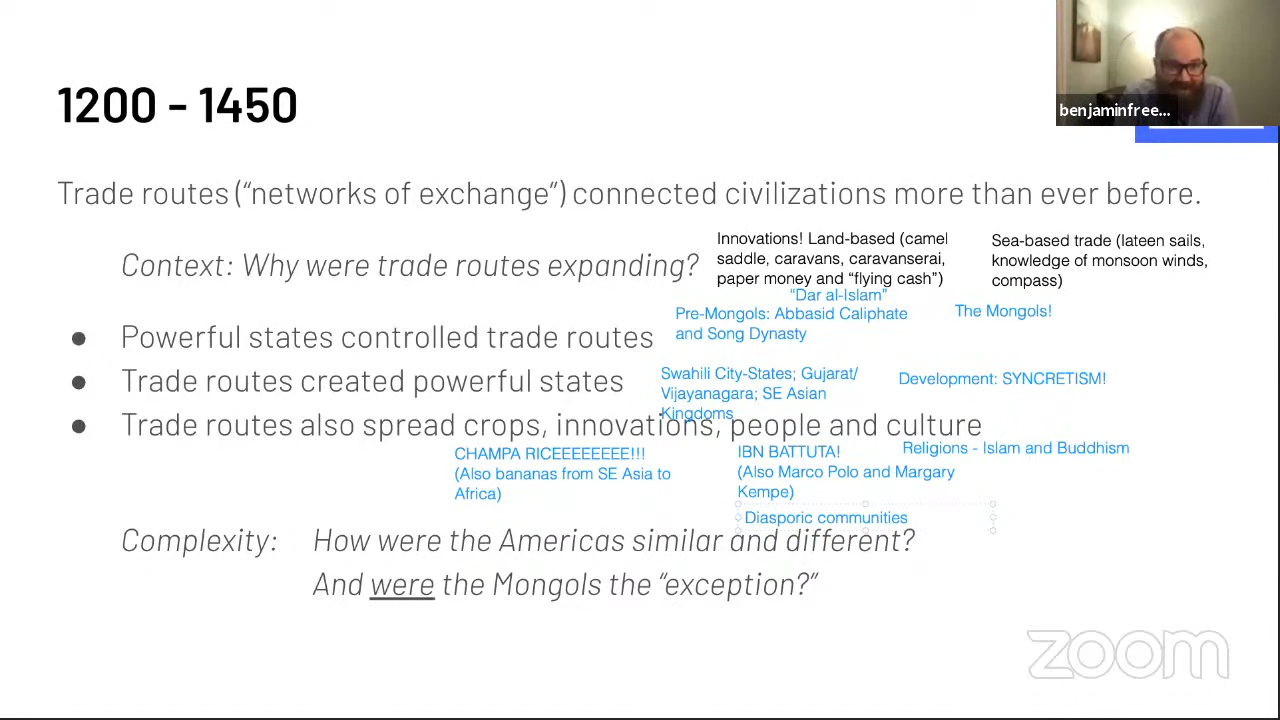 benjaminfree...
1200 - 1450
Trade routes (“networks of exchange”) connected civilizations more than ever before.
Context: Why were trade routes expanding?
Innovations! Land-based (camel
saddle, caravans, caravanserai,
paper money and “flying cash”)
Sea-based trade (lateen sails,
knowledge of monsoon winds,
compass)
“Dar al-Islam”
Pre-Mongols: Abbasid Caliphate
and Song Dynasty
The Mongols!
● Powerful states controlled trade routes
Swahili City-States; Gujarat/
Vijayanagara; SE Asian
Kingdoms
Development: SYNCRETISM!
● Trade routes created powerful states
● Trade routes also spread crops, innovations, people and culture
CHAMPA RICEEEEEEEE!!!
(Also bananas from SE Asia to
Africa)
IBN BATTUTA!
(Also Marco Polo and Margary
Kempe)
Religions - Islam and Buddhism
Diasporic communities
Complexity: How were the Americas similar and different?
And were the Mongols the “exception?”
zoom